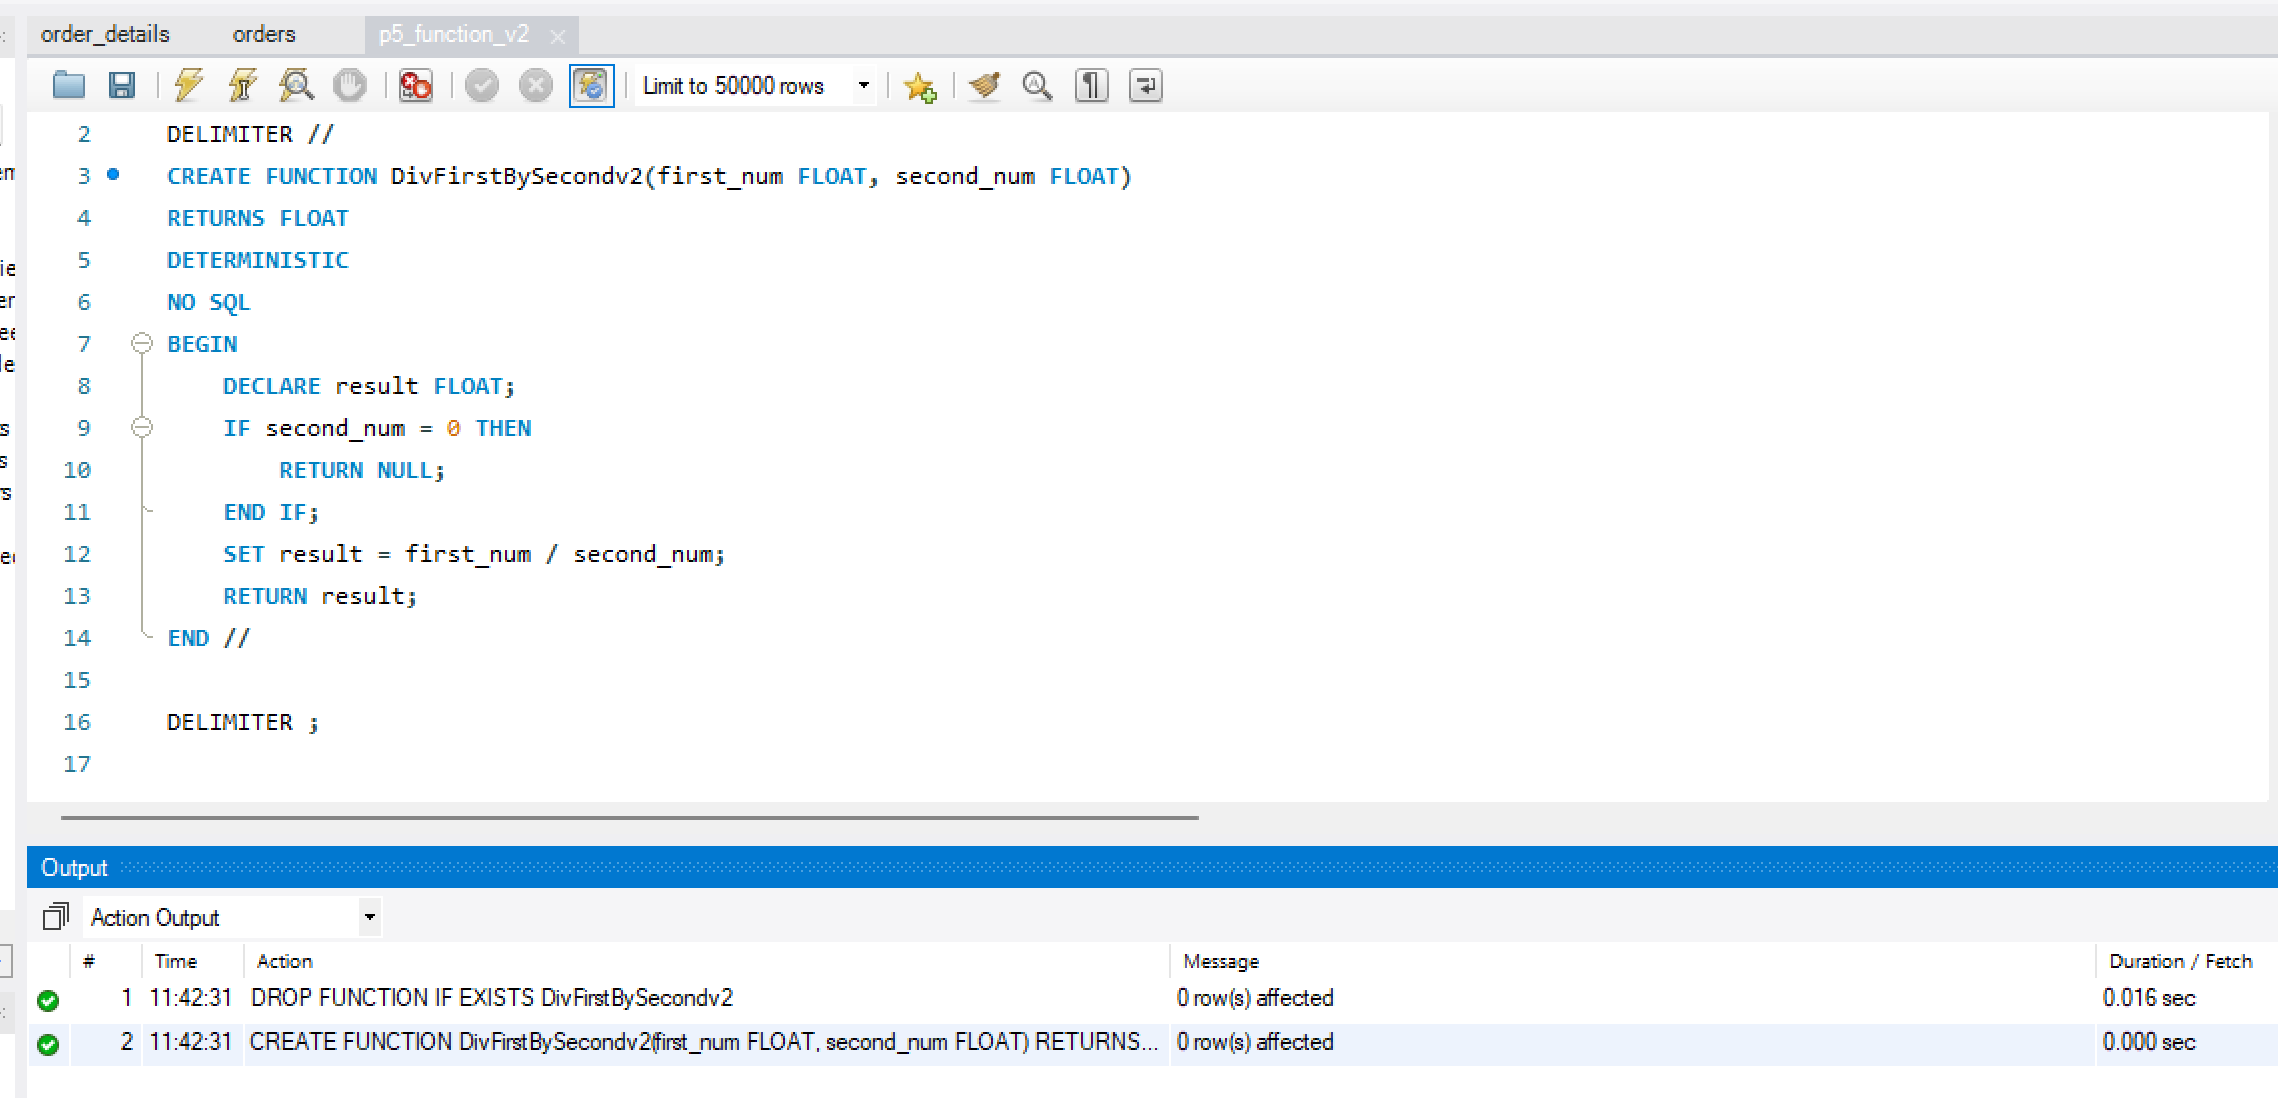 order_details orders p5_function_v2
Limit to 50000 rows
2 DELIMITER //
3 CREATE FUNCTION DivFirstBySecondv2(first_num FLOAT, second_num FLOAT)
4 RETURNS FLOAT
5 DETERMINISTIC
6 NO SQL
7 BEGIN
8 DECLARE result FLOAT;
9 IF second_num = 0 THEN
10 RETURN NULL;
11 END IF;
12 SET result = first_num / second_num;
13 RETURN result;
14 END //
15
16 DELIMITER ;
17
Output
Action Output
# Time Action Message Duration / Fetch
1 11:42:31 DROP FUNCTION IF EXISTS DivFirstBySecondv2 0 row(s) affected 0.016 sec
2 11:42:31 CREATE FUNCTION DivFirstBySecondv2(first_num FLOAT, second_num FLOAT) RETURNS... 0 row(s) affected 0.000 sec